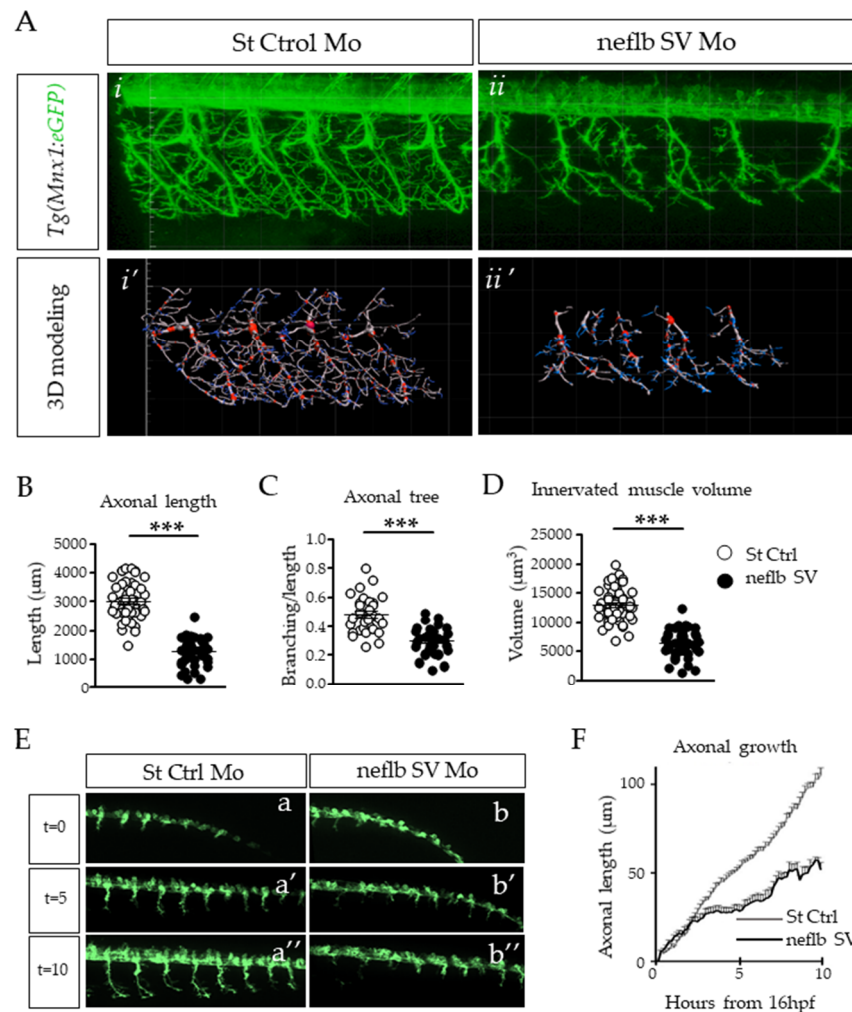 A
St Ctrol Mo
neflb SV Mo
Tg(Mnx1:eGFP)
i
ii
3D modeling
i′
ii′
B
Axonal length
***
Length (μm)
5000
4000
3000
2000
1000
0
C
Axonal tree
***
Branching/length
1.0
0.8
0.6
0.4
0.2
0.0
D
Innervated muscle volume
***
Volume (μm³)
25000
20000
15000
10000
5000
0
St Ctrl
neflb SV
E
St Ctrl Mo
neflb SV Mo
t=0
a
b
t=5
a′
b′
t=10
a′′
b′′
F
Axonal growth
Axonal length (μm)
100
50
0
St Ctrl
neflb SV
0
5
10
Hours from 16hpf